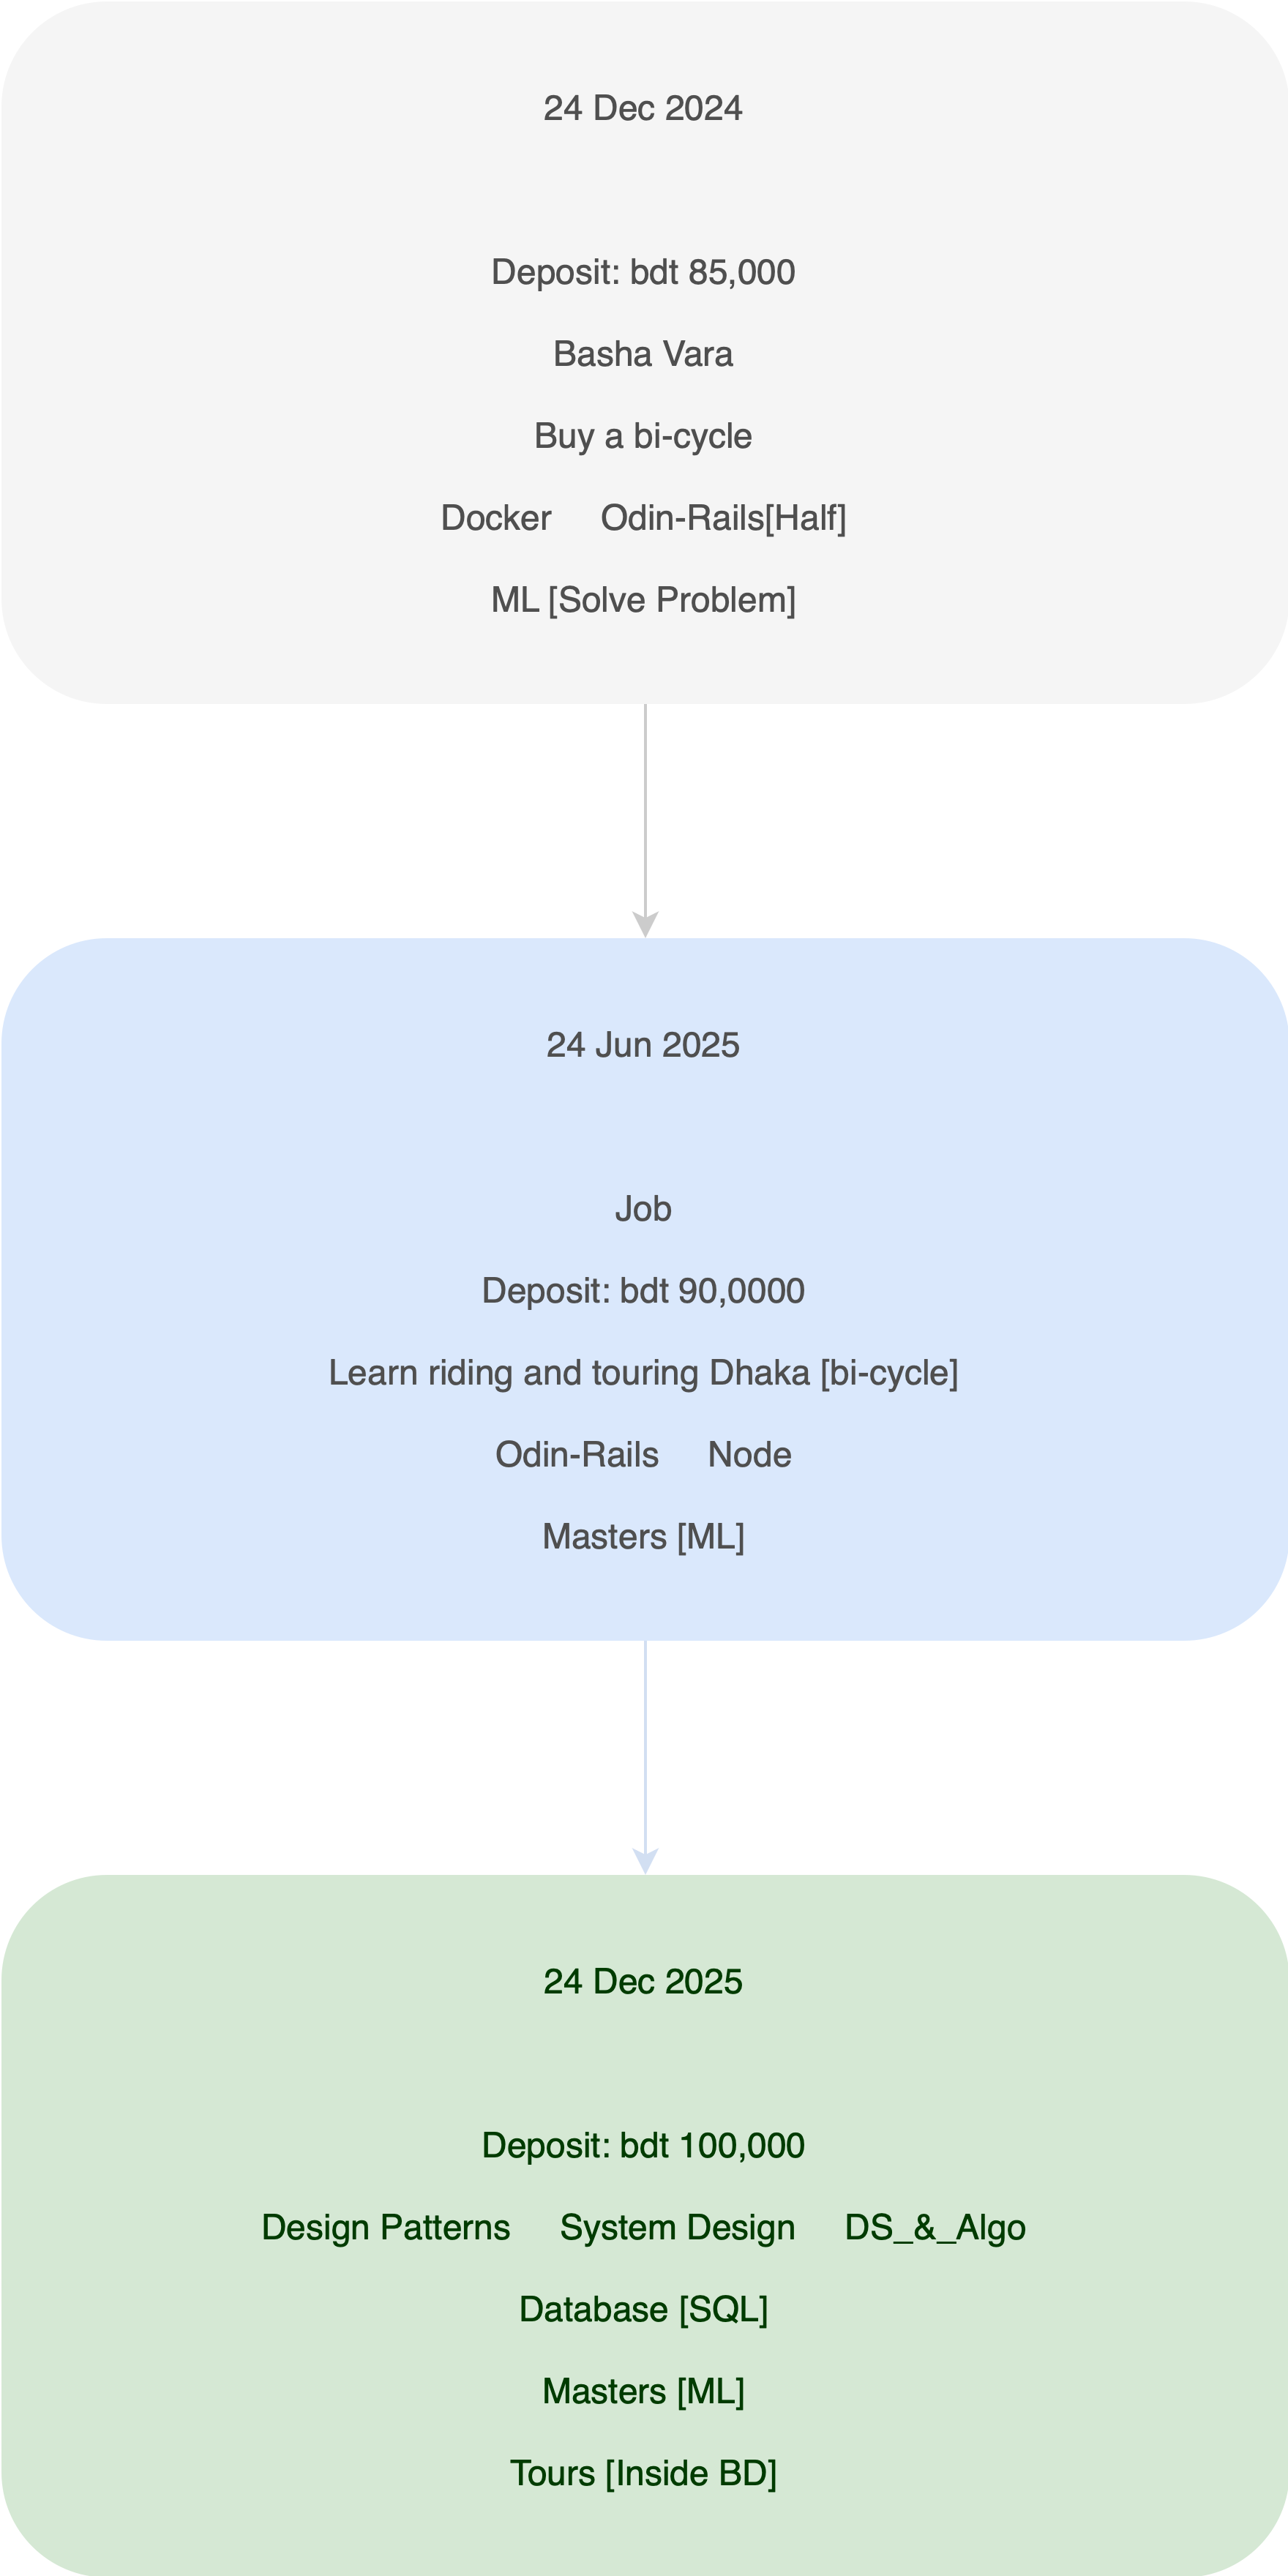 24 Dec 2024
Deposit: bdt 85,000
Basha Vara
Buy a bi-cycle
Docker Odin-Rails[Half]
ML [Solve Problem]
24 Jun 2025
Job
Deposit: bdt 90,0000
Learn riding and touring Dhaka [bi-cycle]
Odin-Rails Node
Masters [ML]
24 Dec 2025
Deposit: bdt 100,000
Design Patterns System Design DS_&_Algo
Database [SQL]
Masters [ML]
Tours [Inside BD]